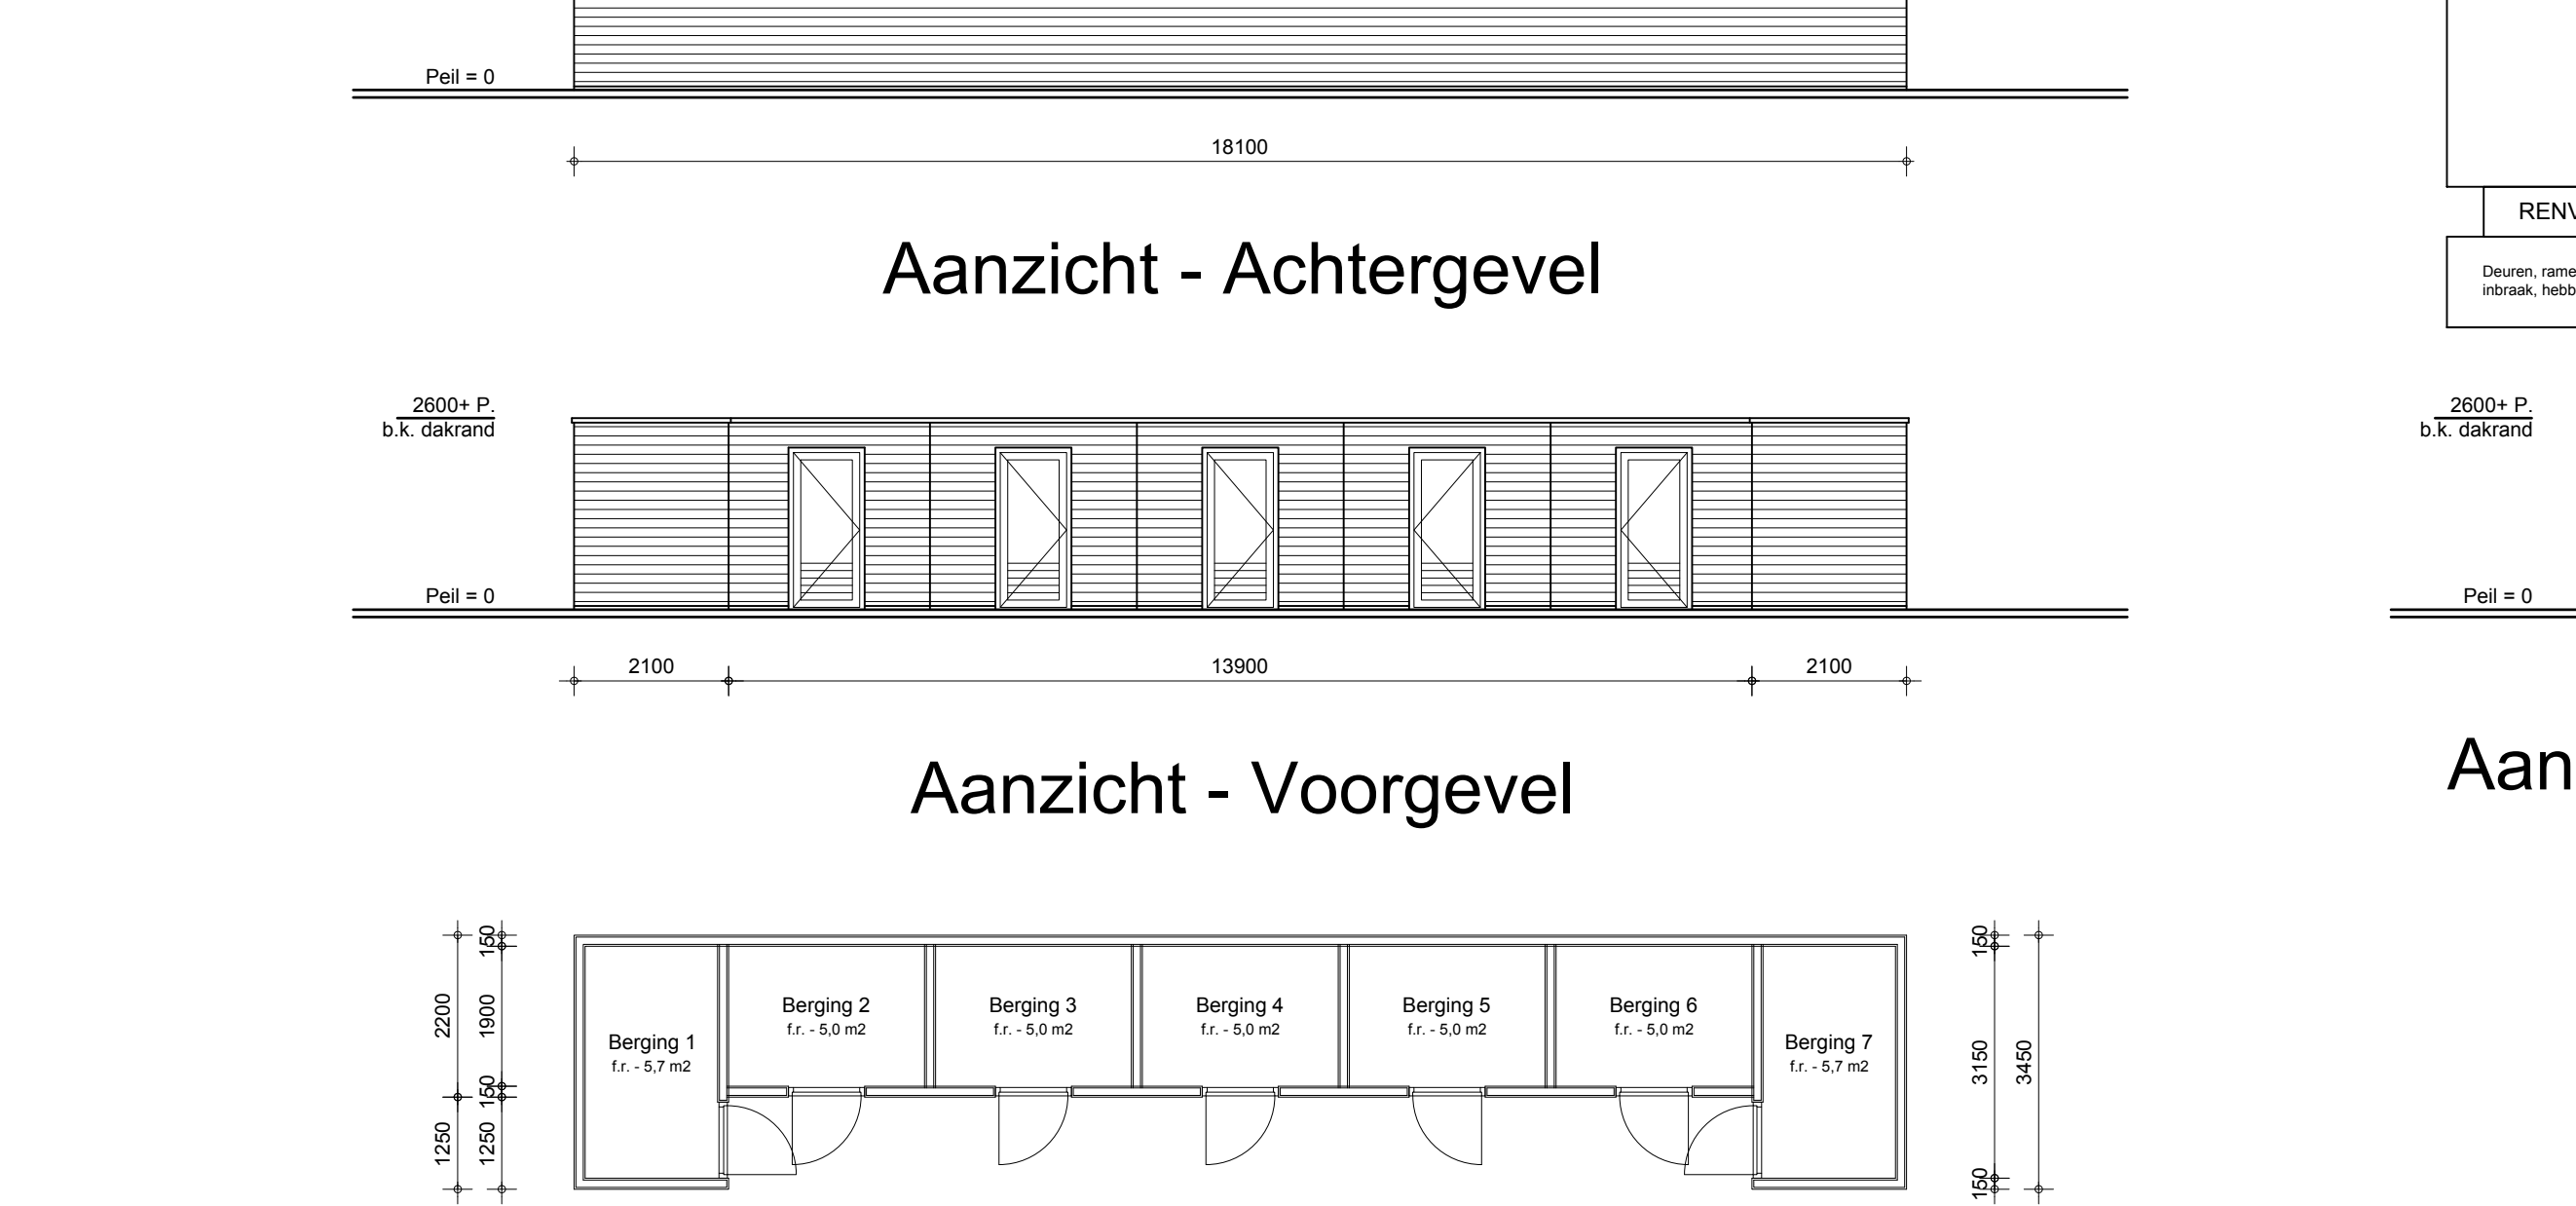 Peil = 0
18100
Aanzicht - Achtergevel
RENV
Deuren, rame
inbraak, hebb
2600+ P.
b.k. dakrand
2600+ P.
b.k. dakrand
Peil = 0
Peil = 0
2100
13900
2100
Aan
Aanzicht - Voorgevel
150
2200
1900
150
1250
1250
Berging 1
f.r. - 5,7 m2
Berging 2
f.r. - 5,0 m2
Berging 3
f.r. - 5,0 m2
Berging 4
f.r. - 5,0 m2
Berging 5
f.r. - 5,0 m2
Berging 6
f.r. - 5,0 m2
Berging 7
f.r. - 5,7 m2
150
3150
3450
150